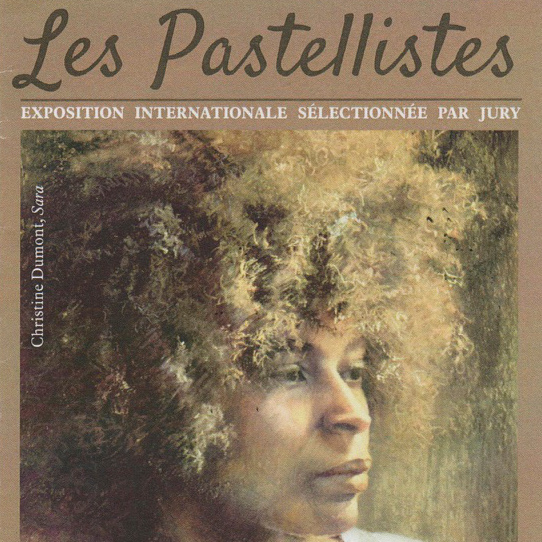 Les Pastellistes
EXPOSITION INTERNATIONALE SÉLECTIONNÉE PAR JURY
Christine Dumont, Sara